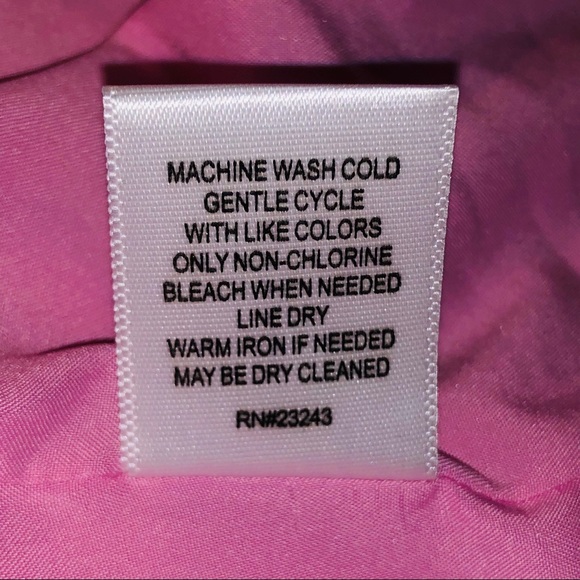 MACHINE WASH COLD
GENTLE CYCLE
WITH LIKE COLORS
ONLY NON-CHLORINE
BLEACH WHEN NEEDED
LINE DRY
WARM IRON IF NEEDED
MAY BE DRY CLEANED
RN#23243